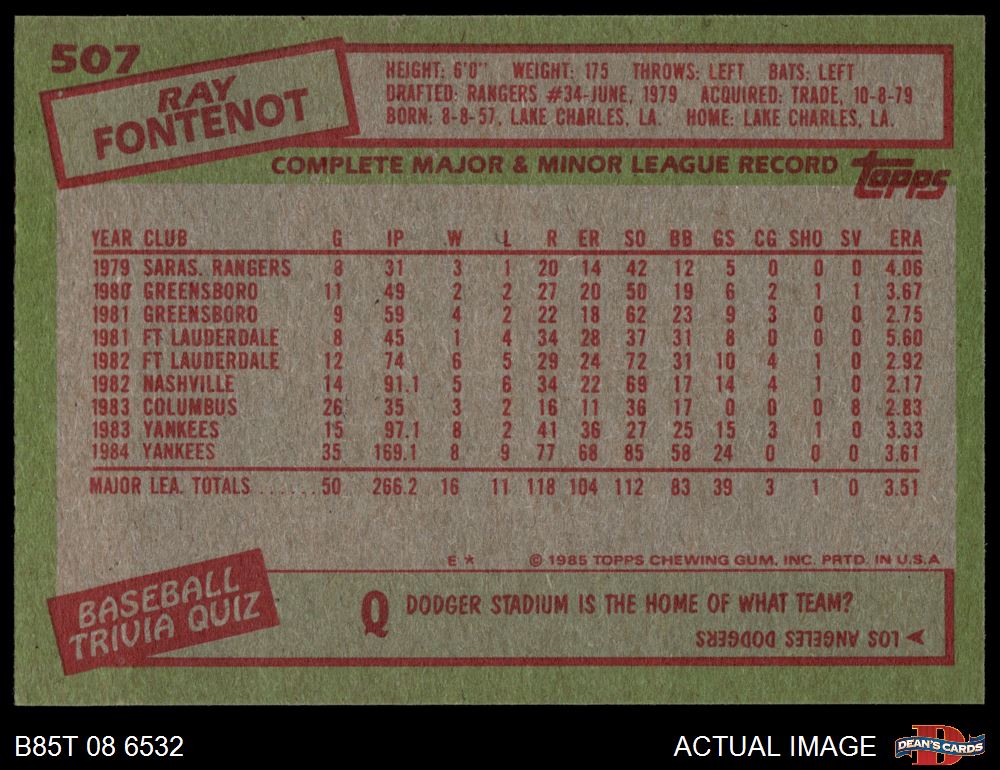 507
RAY
FONTENOT
HEIGHT: 6'0" WEIGHT: 175 THROWS: LEFT BATS: LEFT
DRAFTED: RANGERS #34-JUNE, 1979 ACQUIRED: TRADE, 10-8-79
BORN: 8-8-57, LAKE CHARLES, LA. HOME: LAKE CHARLES, LA.
COMPLETE MAJOR & MINOR LEAGUE RECORD
topps
YEAR CLUB G IP W L R ER SO BB GS CG SHO SV ERA
1979 SARAS. RANGERS 8 31 3 1 20 14 42 12 5 0 0 0 4.06
1980 GREENSBORO 11 49 2 2 27 20 50 19 6 2 1 1 3.67
1981 GREENSBORO 9 59 4 2 22 18 62 23 9 3 0 0 2.75
1981 FT LAUDERDALE 8 45 1 4 34 28 37 31 8 0 0 0 5.60
1982 FT LAUDERDALE 12 74 6 5 29 24 72 31 10 4 1 0 2.92
1982 NASHVILLE 14 91.1 5 6 34 22 69 17 14 4 1 0 2.17
1983 COLUMBUS 26 35 3 2 16 11 36 17 0 0 0 8 2.83
1983 YANKEES 15 97.1 8 2 41 36 27 25 15 3 1 0 3.33
1984 YANKEES 35 169.1 8 9 77 68 85 58 24 0 0 0 3.61
MAJOR LEA. TOTALS ......50 266.2 16 11 118 104 112 83 39 3 1 0 3.51
E * © 1985 TOPPS CHEWING GUM, INC. PRTD. IN U.S.A
BASEBALL
TRIVIA QUIZ
Q DODGER STADIUM IS THE HOME OF WHAT TEAM?
LOS ANGELES DODGERS
B85T 08 6532
ACTUAL IMAGE
D
DEAN'S CARDS